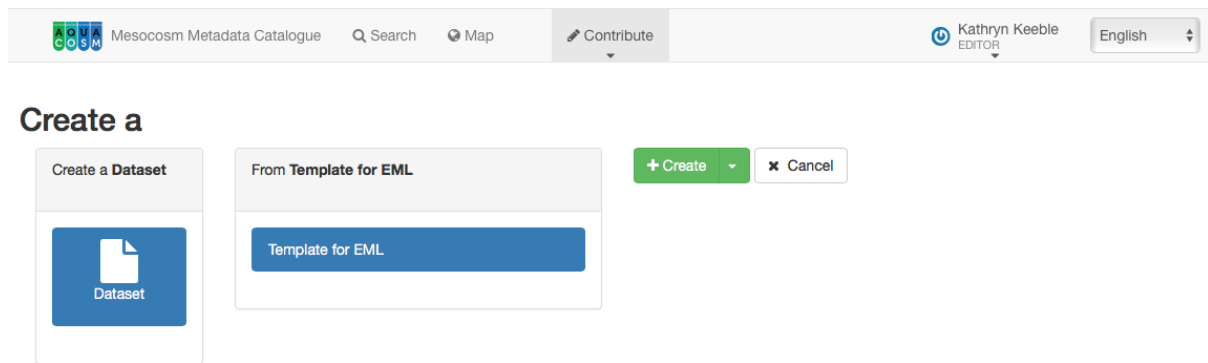 AQUA
COSM
Mesocosm Metadata Catalogue
Search
Map
Contribute
Kathryn Keeble
EDITOR
English
Create a
Create a Dataset
From Template for EML
+ Create
Cancel
Template for EML
Dataset